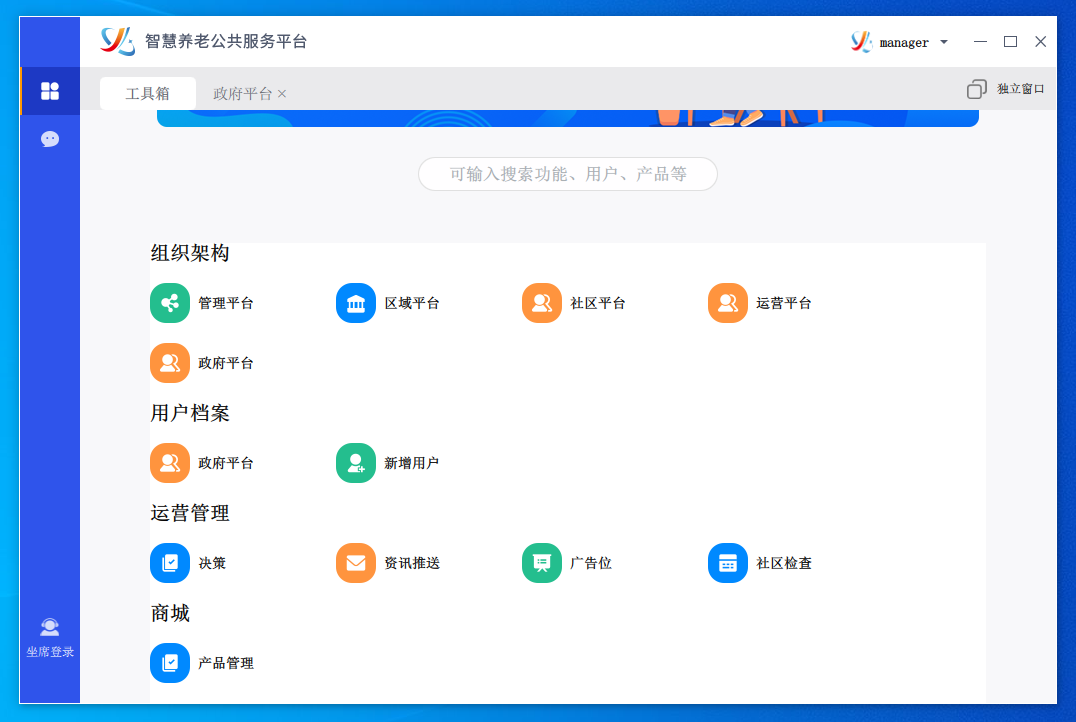 智慧养老公共服务平台
manager
工具箱
政府平台
独立窗口
可输入搜索功能、用户、产品等
组织架构
管理平台
区域平台
社区平台
运营平台
政府平台
用户档案
政府平台
新增用户
运营管理
决策
资讯推送
广告位
社区检查
商城
产品管理
坐席登录